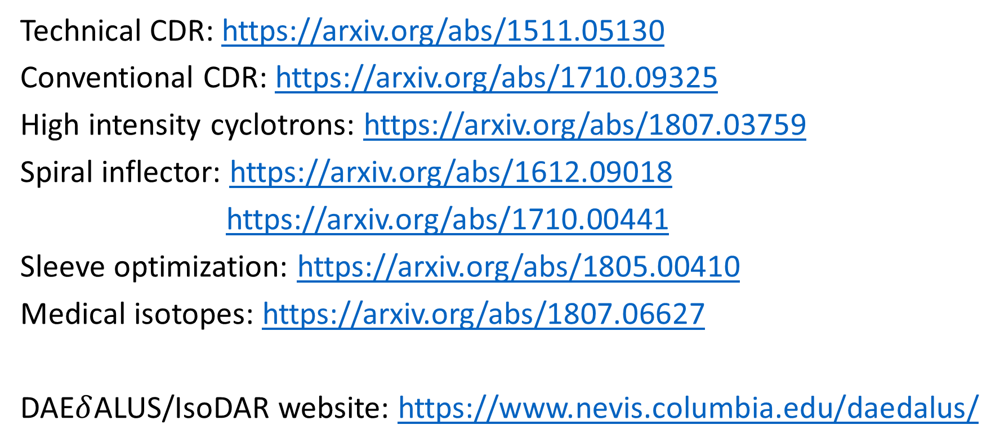 Technical CDR: https://arxiv.org/abs/1511.05130
Conventional CDR: https://arxiv.org/abs/1710.09325
High intensity cyclotrons: https://arxiv.org/abs/1807.03759
Spiral inflector: https://arxiv.org/abs/1612.09018
https://arxiv.org/abs/1710.00441
Sleeve optimization: https://arxiv.org/abs/1805.00410
Medical isotopes: https://arxiv.org/abs/1807.06627
DAE𝛿ALUS/IsoDAR website: https://www.nevis.columbia.edu/daedalus/